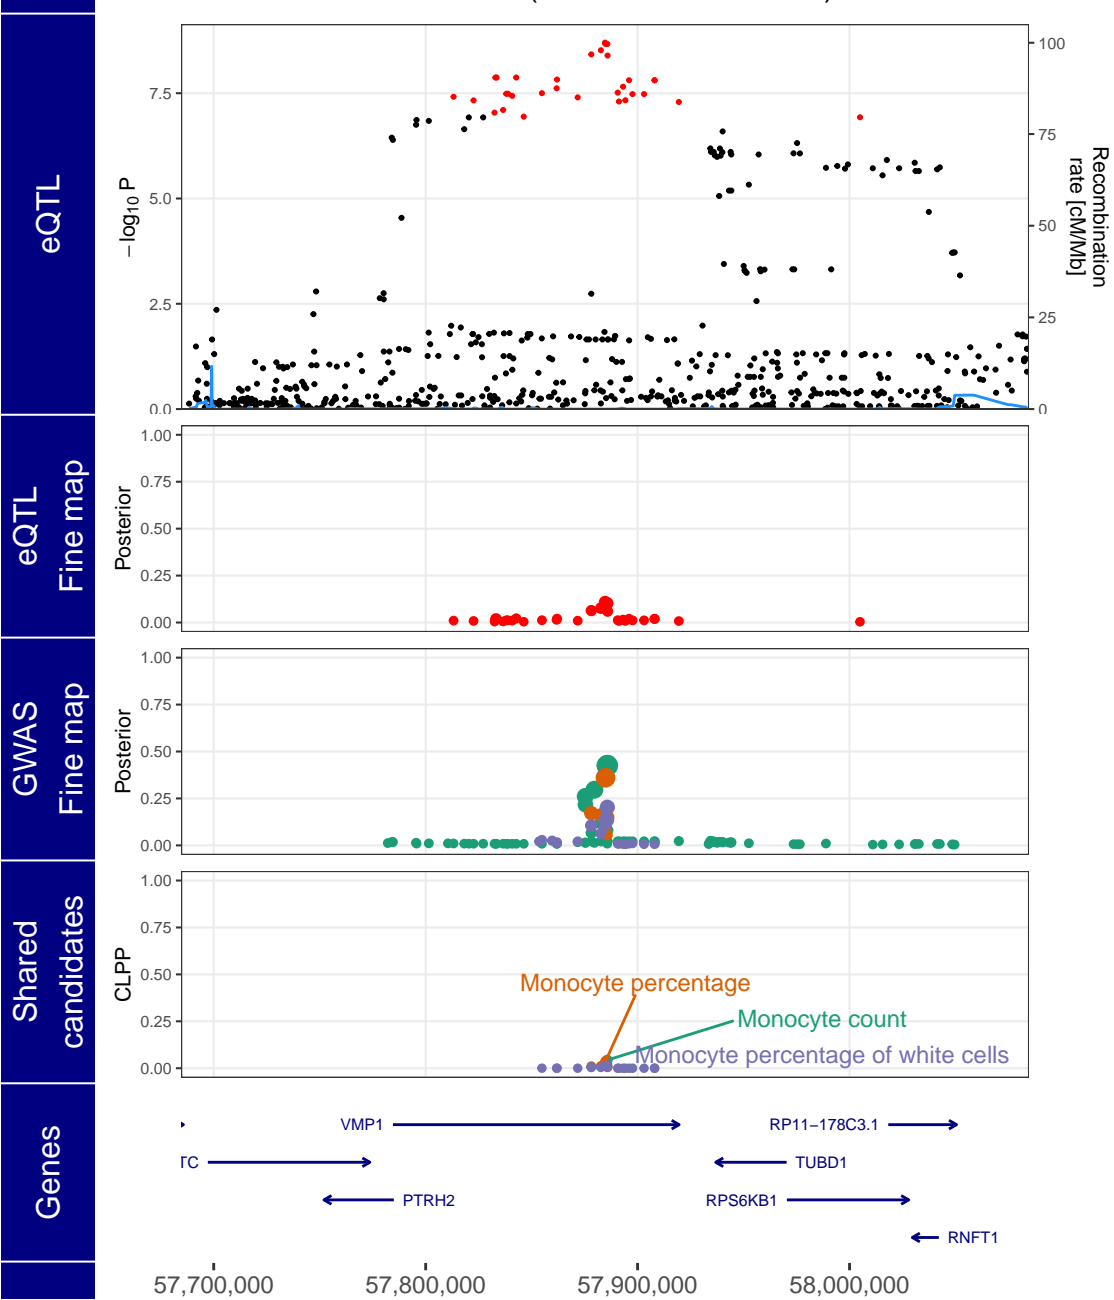 eQTL
−log10 P
7.5
5.0
2.5
0.0
100
75
50
25
0
Recombination
rate [cM/Mb]
eQTL
Fine map
Posterior
1.00
0.75
0.50
0.25
0.00
GWAS
Fine map
Posterior
1.00
0.75
0.50
0.25
0.00
Shared
candidates
CLPP
1.00
0.75
0.50
0.25
0.00
Monocyte percentage
Monocyte count
Monocyte percentage of white cells
Genes
VMP1
RP11−178C3.1
TC
TUBD1
PTRH2
RPS6KB1
RNFT1
57,700,000
57,800,000
57,900,000
58,000,000